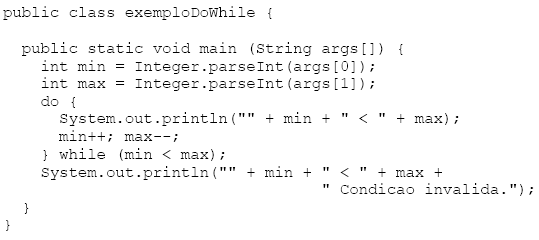 public class exemploDoWhile {
public static void main (String args[]) {
int min = Integer.parseInt(args[0]);
int max = Integer.parseInt(args[1]);
do {
System.out.println("" + min + " < " + max);
min++; max--;
} while (min < max);
System.out.println("" + min + " < " + max +
" Condicao invalida.");
}
}